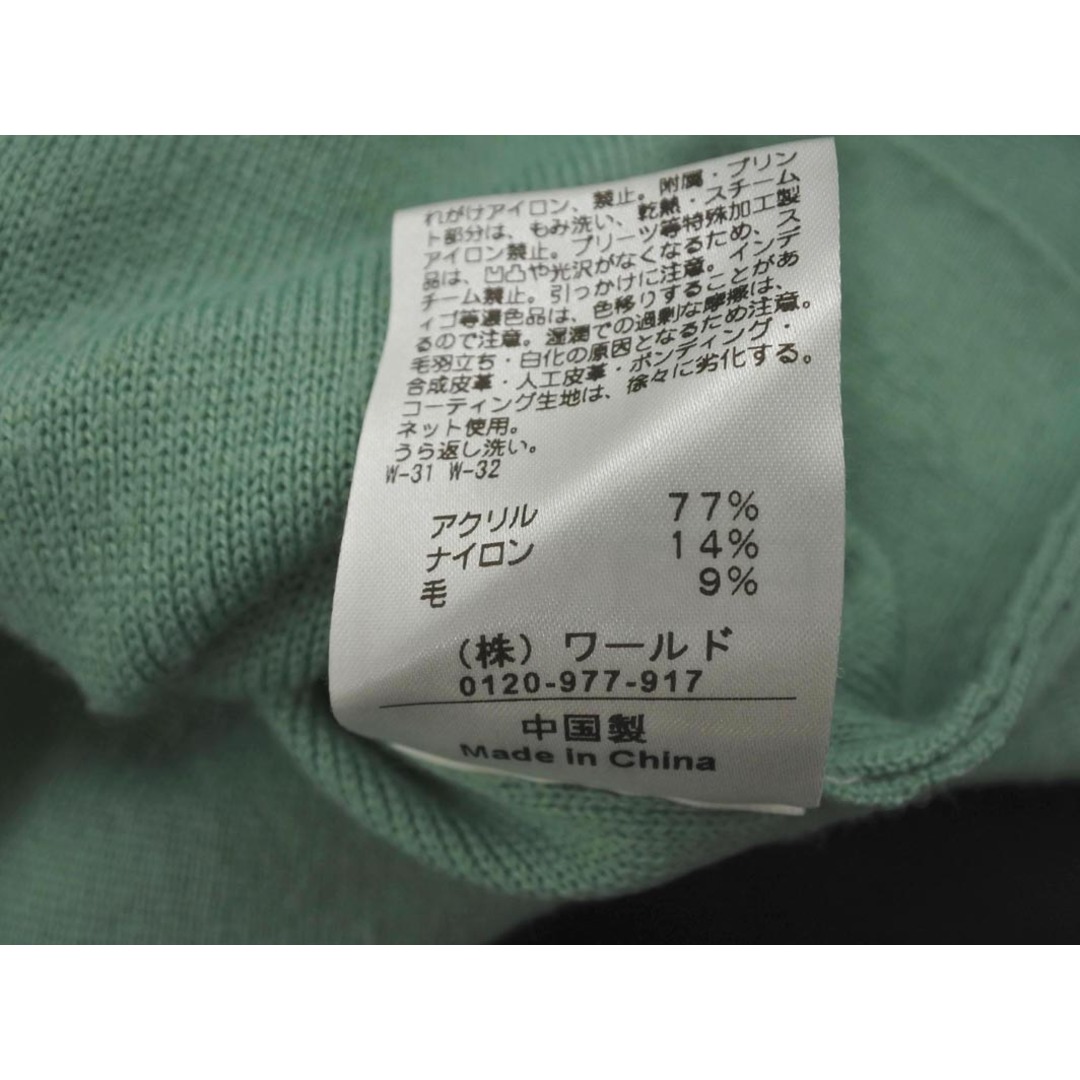 れがけアイロン、禁止。附属・プリン
ト部分は、もみ洗い、乾熱・スチーム
アイロン禁止。プリーツ等特殊加工製
品は、凹凸や光沢がなくなるため、ス
チーム禁止。引っかけに注意。インデ
ィゴ等濃色品は、色移りすることがあ
るので注意。湿潤での過剰な摩擦は、
毛羽立ち・白化の原因となるため注意。
合成皮革・人工皮革・ボンディング・
コーティング生地は、徐々に劣化する。
ネット使用。
うら返し洗い。
W-31 W-32
アクリル 77%
ナイロン 14%
毛 9%
(株) ワールド
0120-977-917
中国製
Made in China